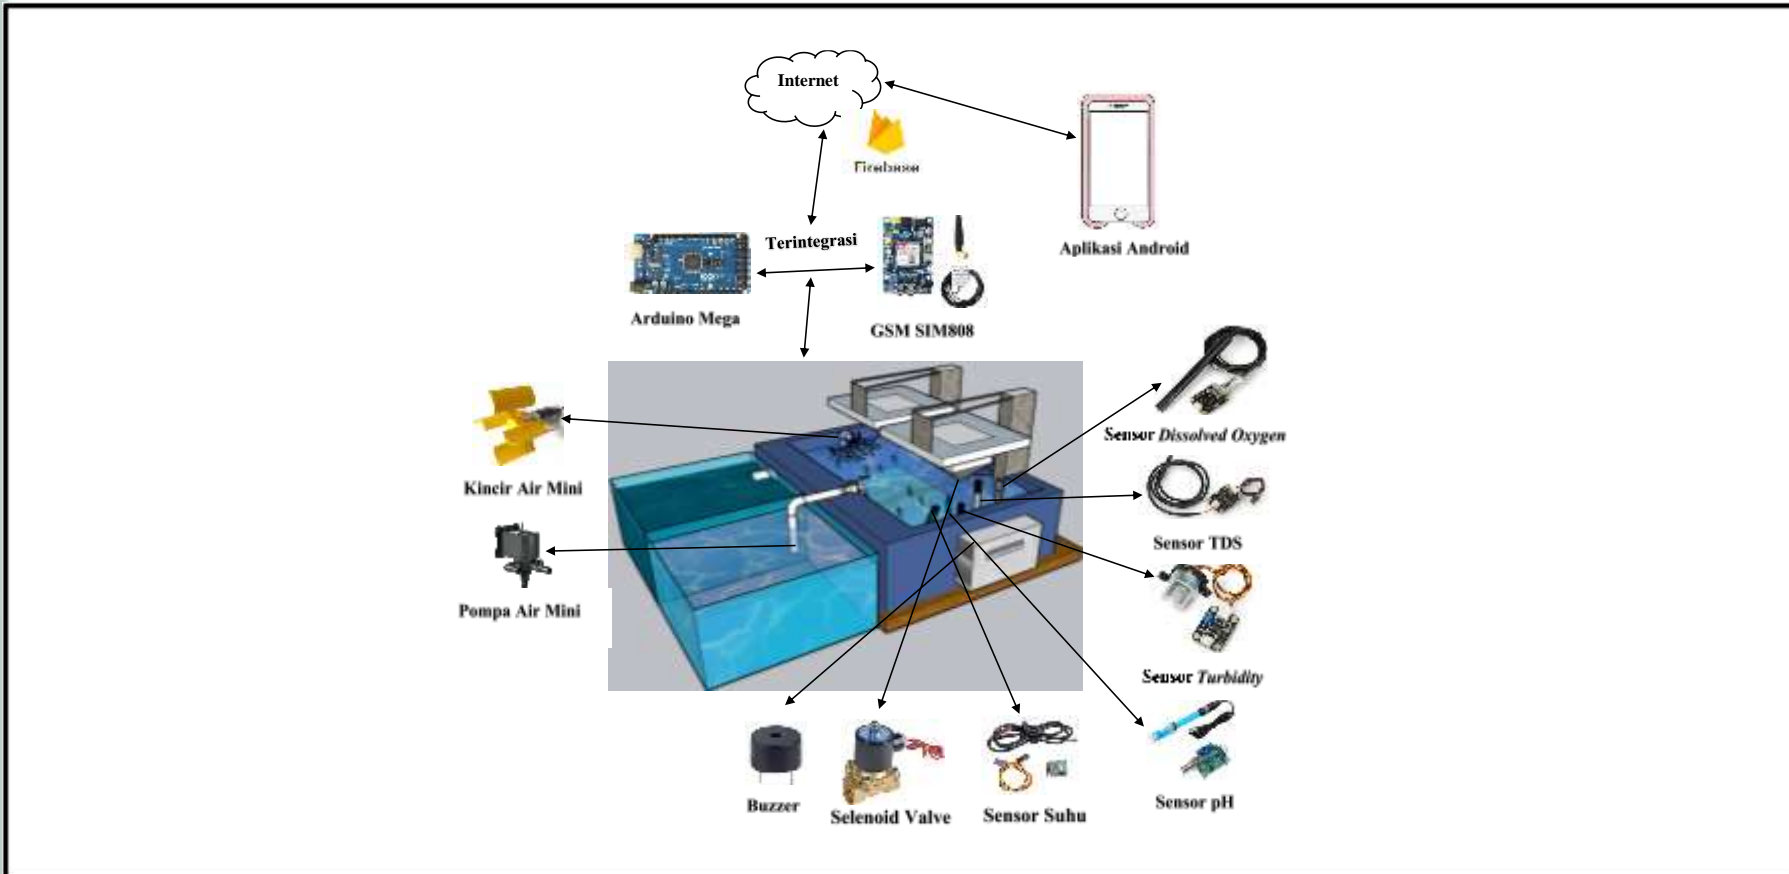 Internet
Firebase
Aplikasi Android
Terintegrasi
Arduino Mega
GSM SIM808
Sensor Dissolved Oxygen
Kincir Air Mini
Sensor TDS
Pompa Air Mini
Sensor Turbidity
Buzzer
Selenoid Valve
Sensor Suhu
Sensor pH